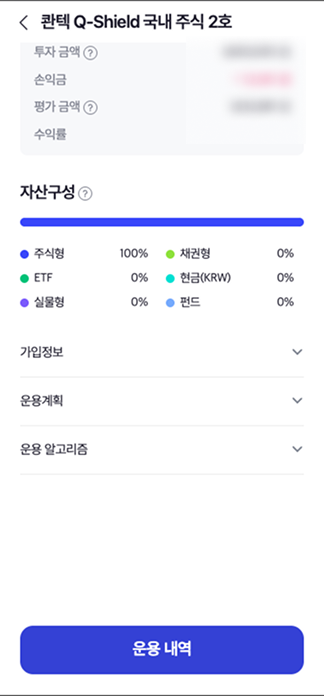 콴텍 Q-Shield 국내 주식 2호
투자 금액 ?
손익금
평가 금액 ?
수익률
자산구성 ?
주식형 100% 채권형 0%
ETF 0% 현금(KRW) 0%
실물형 0% 펀드 0%
가입정보
운용계획
운용 알고리즘
운용 내역